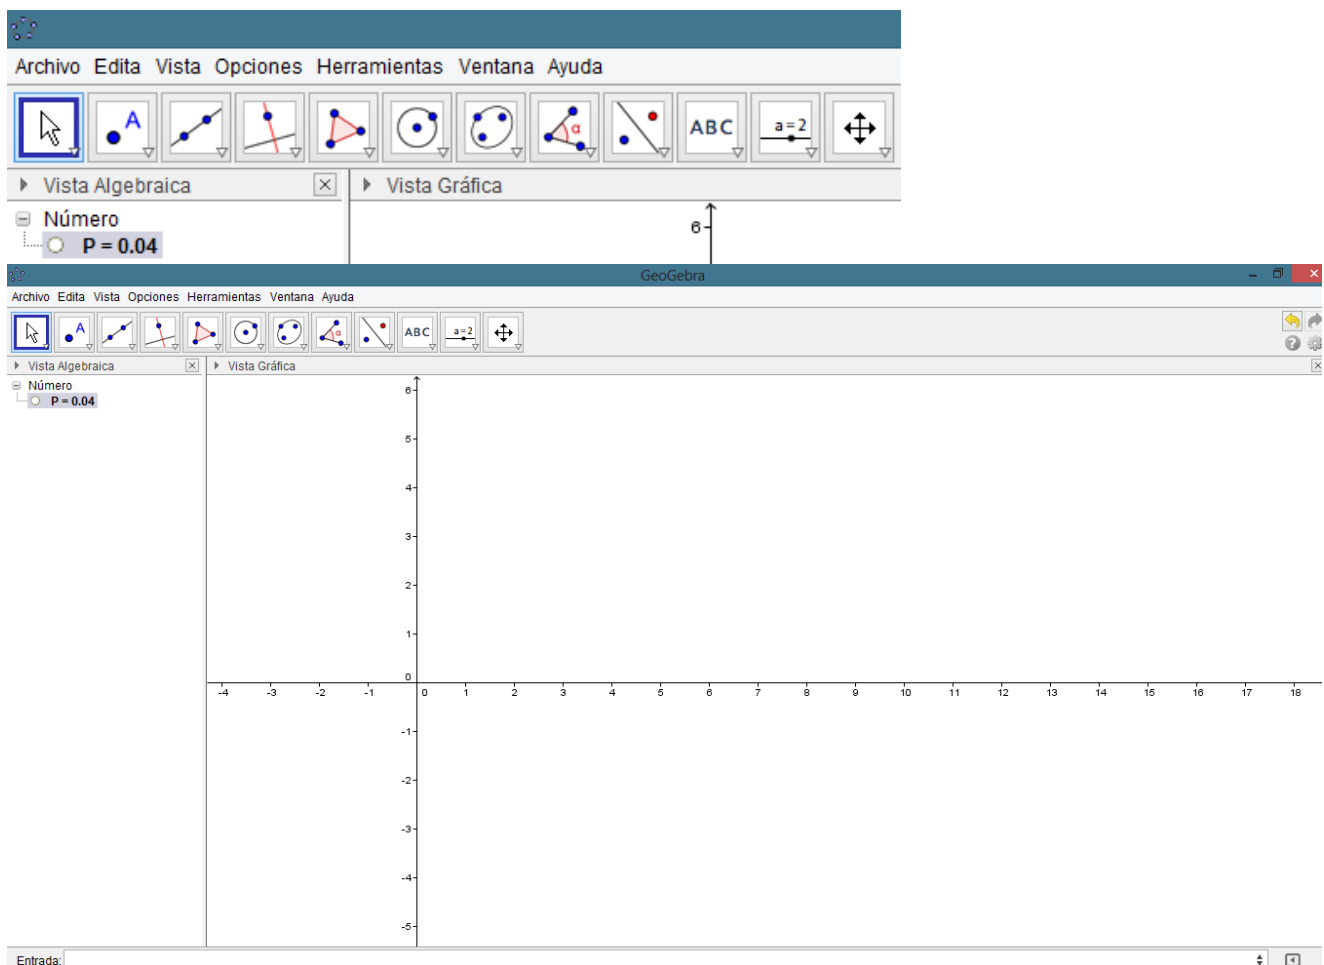 Archivo Edita Vista Opciones Herramientas Ventana Ayuda
A
α
ABC
a=2
Vista Algebraica
Vista Gráfica
Número
P = 0.04
6
GeoGebra
Archivo Edita Vista Opciones Herramientas Ventana Ayuda
A
α
ABC
a=2
Vista Algebraica
Vista Gráfica
Número
P = 0.04
6
5
4
3
2
1
0
-4 -3 -2 -1 0 1 2 3 4 5 6 7 8 9 10 11 12 13 14 15 16 17 18
-1
-2
-3
-4
-5
Entrada: